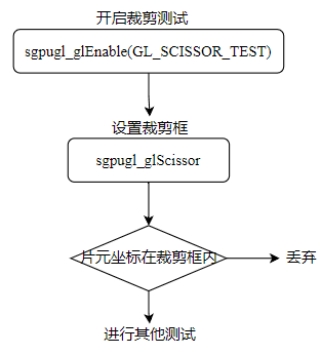 开启裁剪测试
sgpugl_glEnable(GL_SCISSOR_TEST)
设置裁剪框
sgpugl_glScissor
片元坐标在裁剪框内
丢弃
进行其他测试